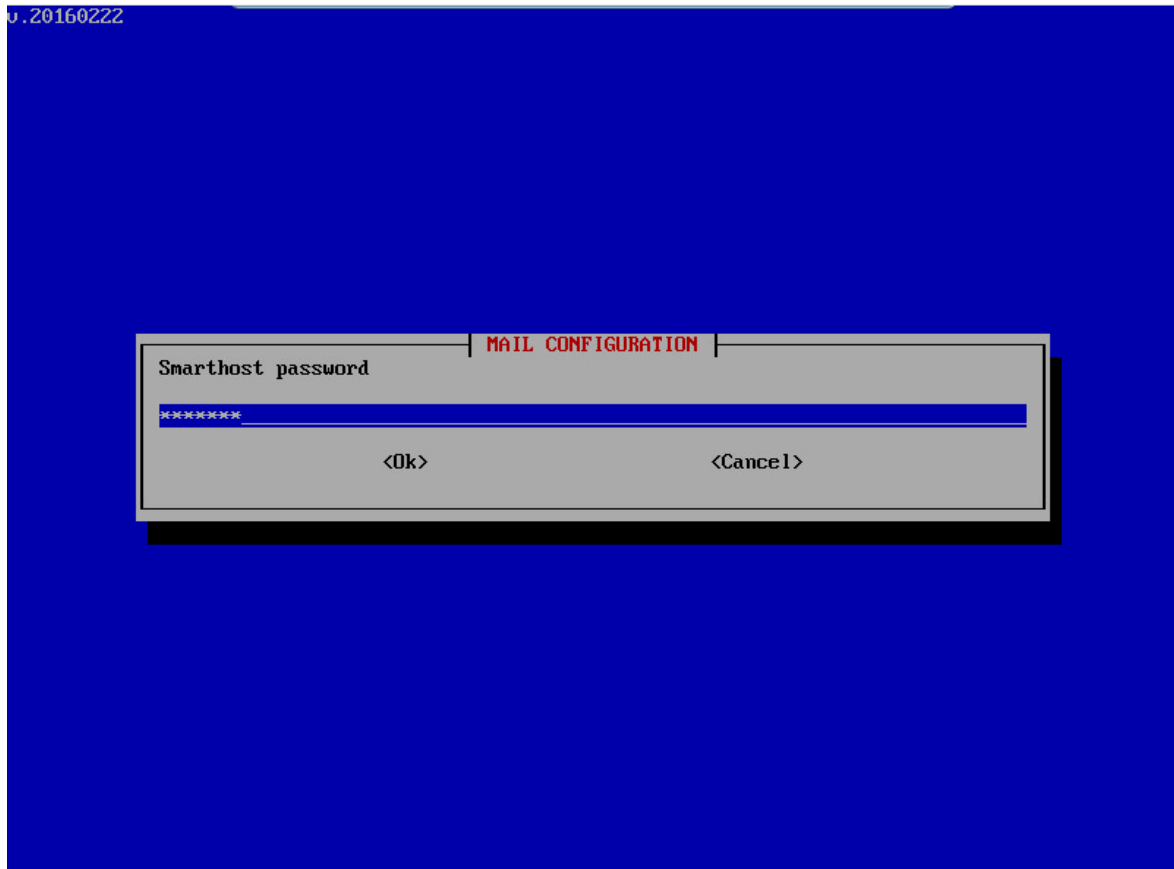 v.20160222
MAIL CONFIGURATION
Smarthost password
*******
<Ok> <Cancel>